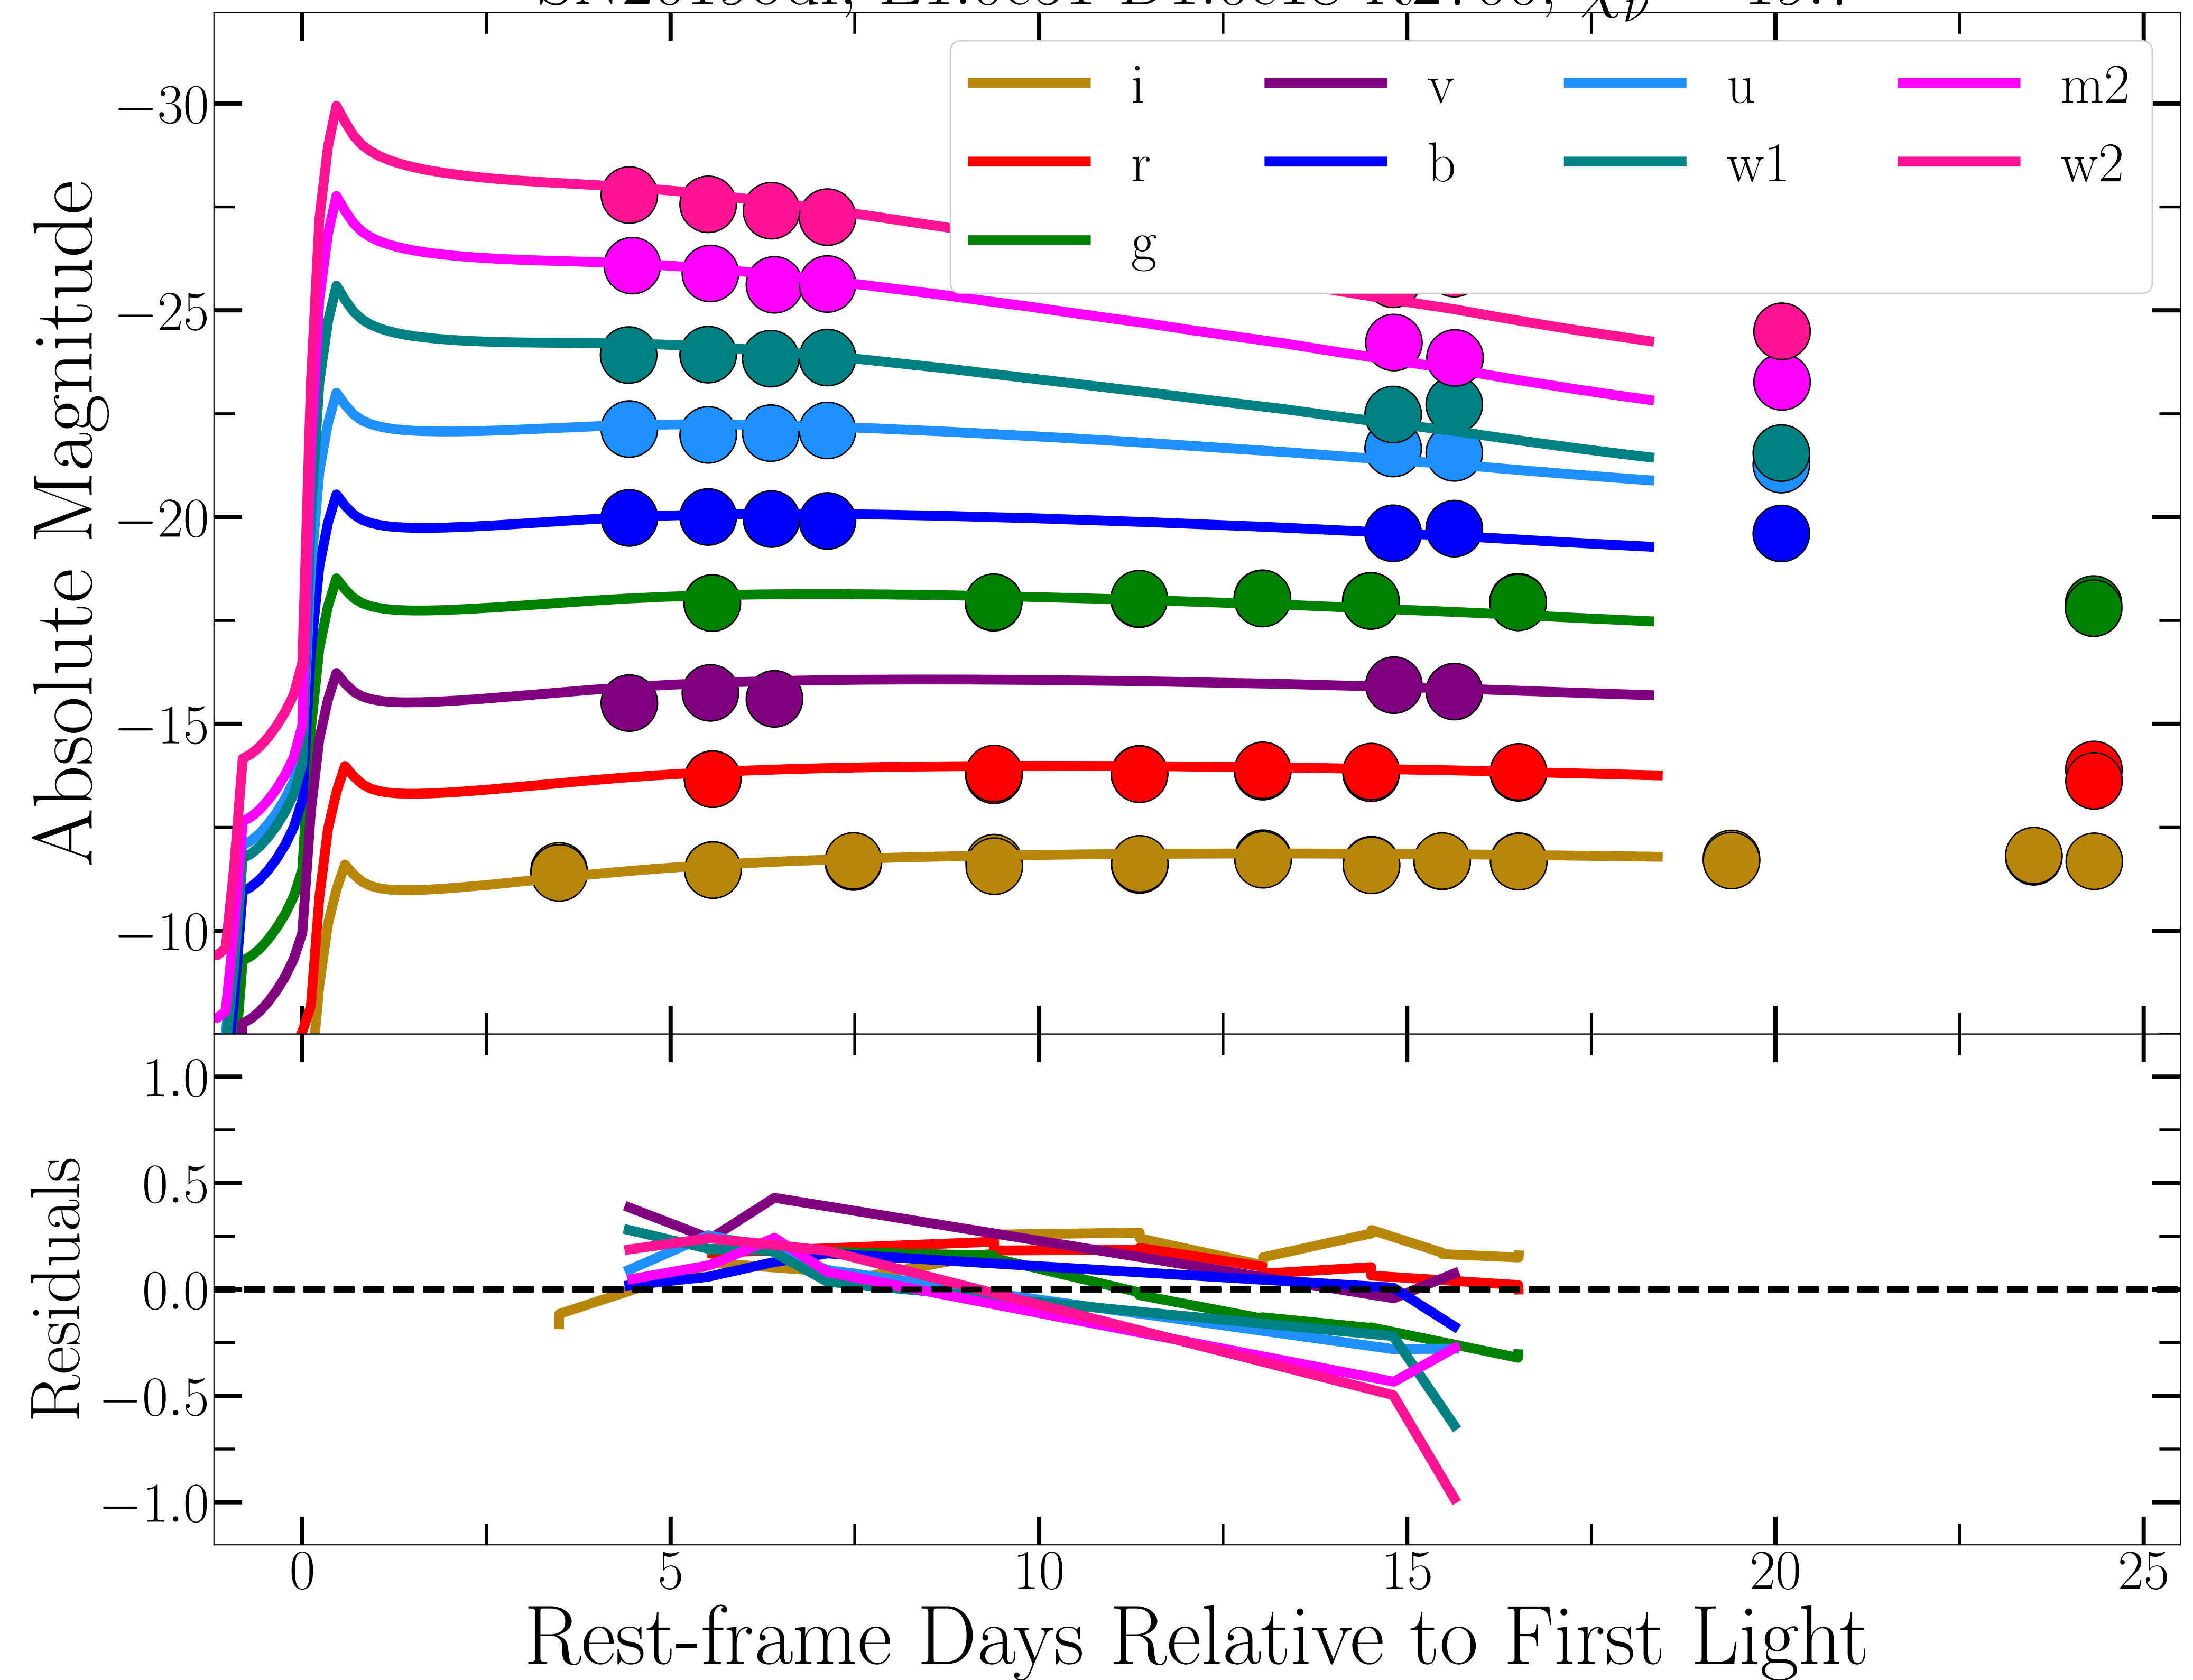 i v u m2
r b w1 w2
g
Absolute Magnitude
−30
−25
−20
−15
−10
Residuals
1.0
0.5
0.0
−0.5
−1.0
0 5 10 15 20 25
Rest-frame Days Relative to First Light